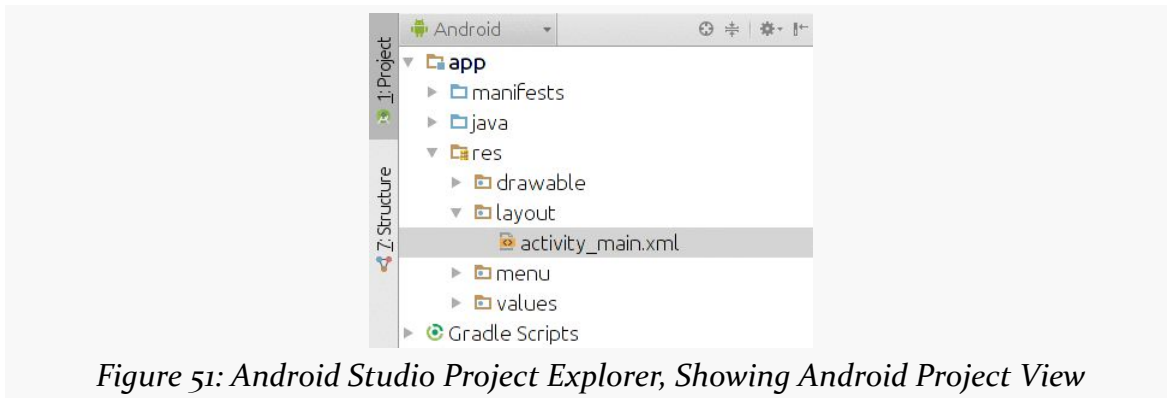 Android
1: Project
app
manifests
java
res
drawable
7: Structure
layout
activity_main.xml
menu
values
Gradle Scripts
Figure 51: Android Studio Project Explorer, Showing Android Project View